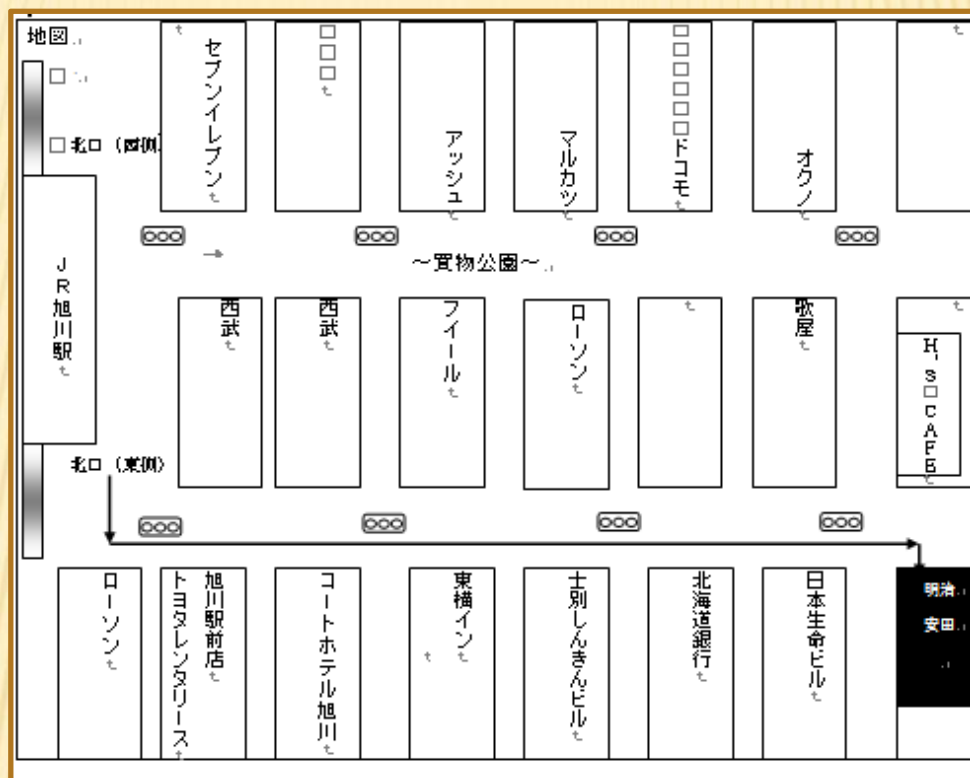 地図
北口（西側）
セブンイレブン
アッシュ
マルカツ
ドコモ
オクノ
～買物公園～
JR旭川駅
西武
西武
フィール
ローソン
歌屋
H's CAFE
北口（東側）
ローソン
旭川駅前店
トヨタレンタリース
コートホテル旭川
東横イン
士別しんきんビル
北海道銀行
日本生命ビル
明治
安田